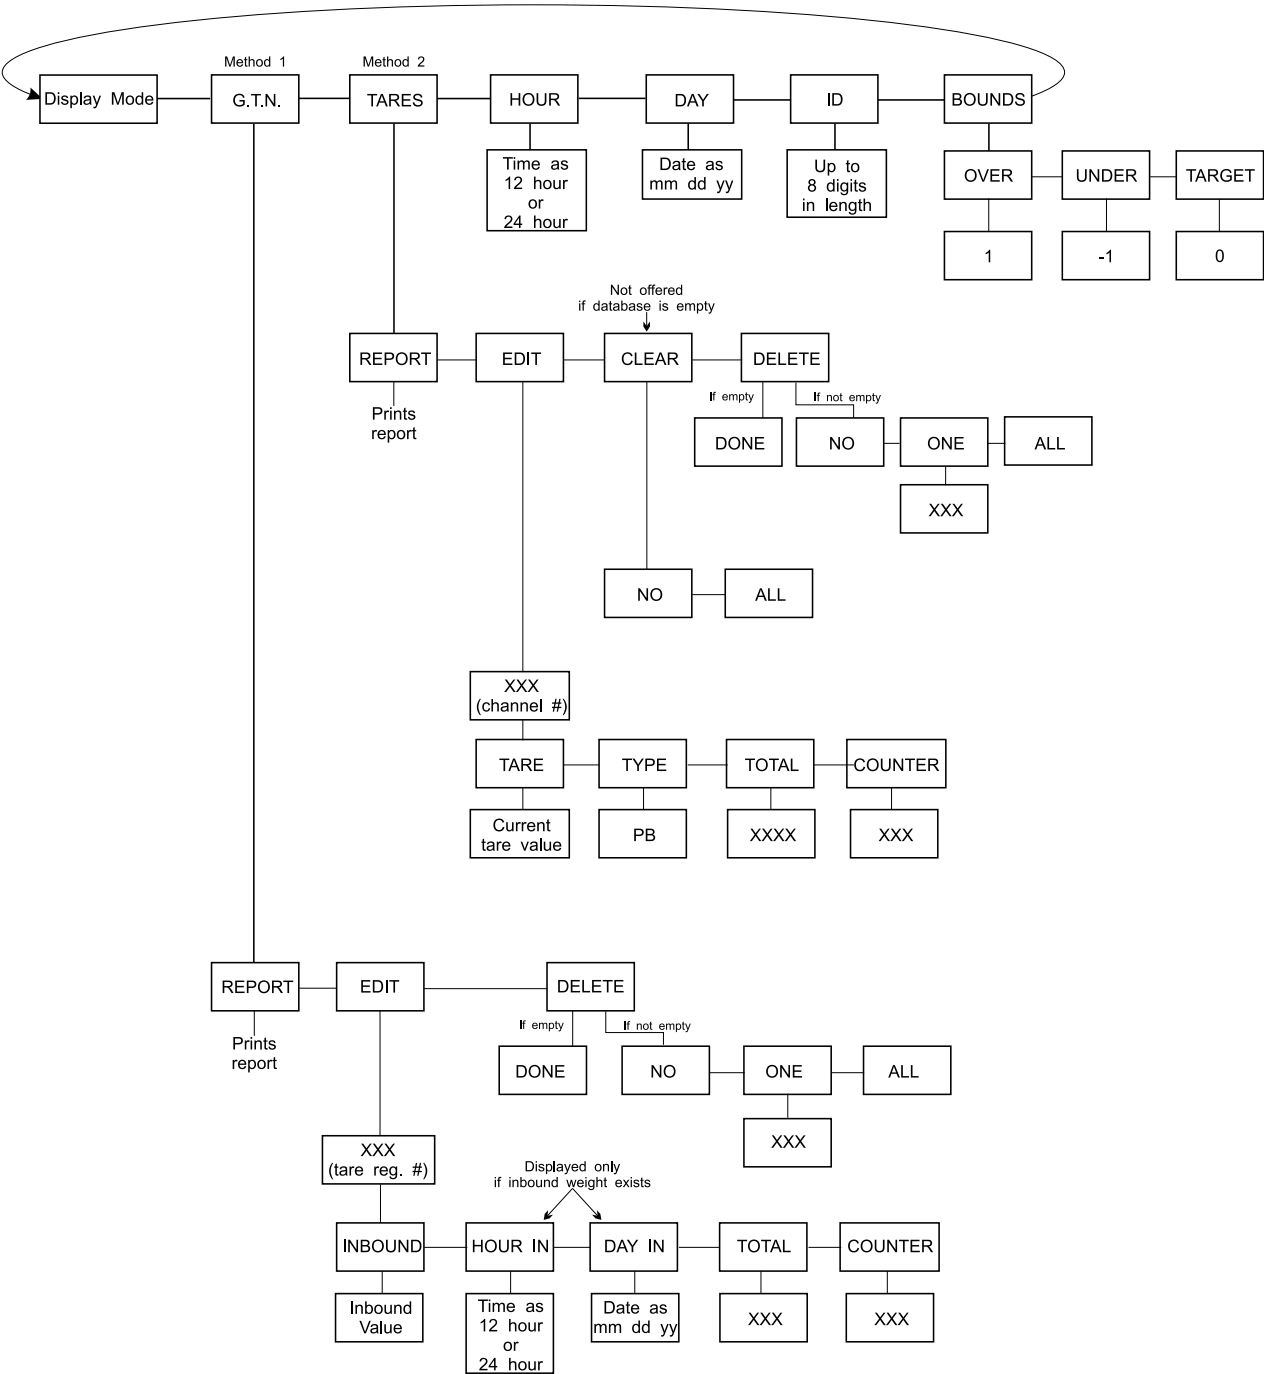 Method 1
Method 2
Display Mode
G.T.N.
TARES
HOUR
DAY
ID
BOUNDS
Time as
12 hour
or
24 hour
Date as
mm dd yy
Up to
8 digits
in length
OVER
UNDER
TARGET
1
-1
0
Not offered
if database is empty
REPORT
EDIT
CLEAR
DELETE
Prints
report
If empty
If not empty
DONE
NO
ONE
ALL
XXX
NO
ALL
XXX
(channel #)
TARE
TYPE
TOTAL
COUNTER
Current
tare value
PB
XXXX
XXX
REPORT
EDIT
DELETE
Prints
report
If empty
If not empty
DONE
NO
ONE
ALL
XXX
XXX
(tare reg. #)
Displayed only
if inbound weight exists
INBOUND
HOUR IN
DAY IN
TOTAL
COUNTER
Inbound
Value
Time as
12 hour
or
24 hour
Date as
mm dd yy
XXX
XXX